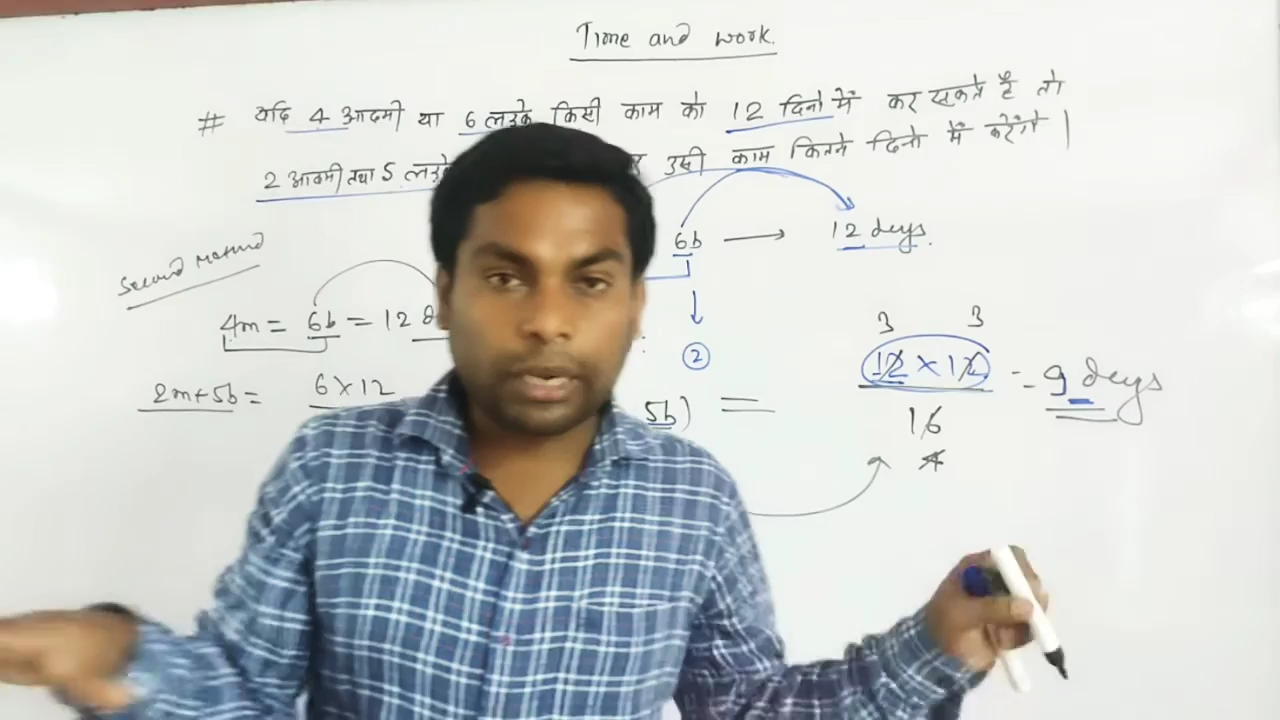 Time and work.
# यदि 4 आदमी या 6 लड़के किसी काम को 12 दिनो में कर सकते है तो
2 आदमी तथा 5 लड़के उसी काम कितने दिनो में करेंगे |
6b → 12 days.
Second Method
4m = 6b = 12
3 3
②
12 × 12 = 9 days
2m+5b = 6 × 12
5b) =
16
4